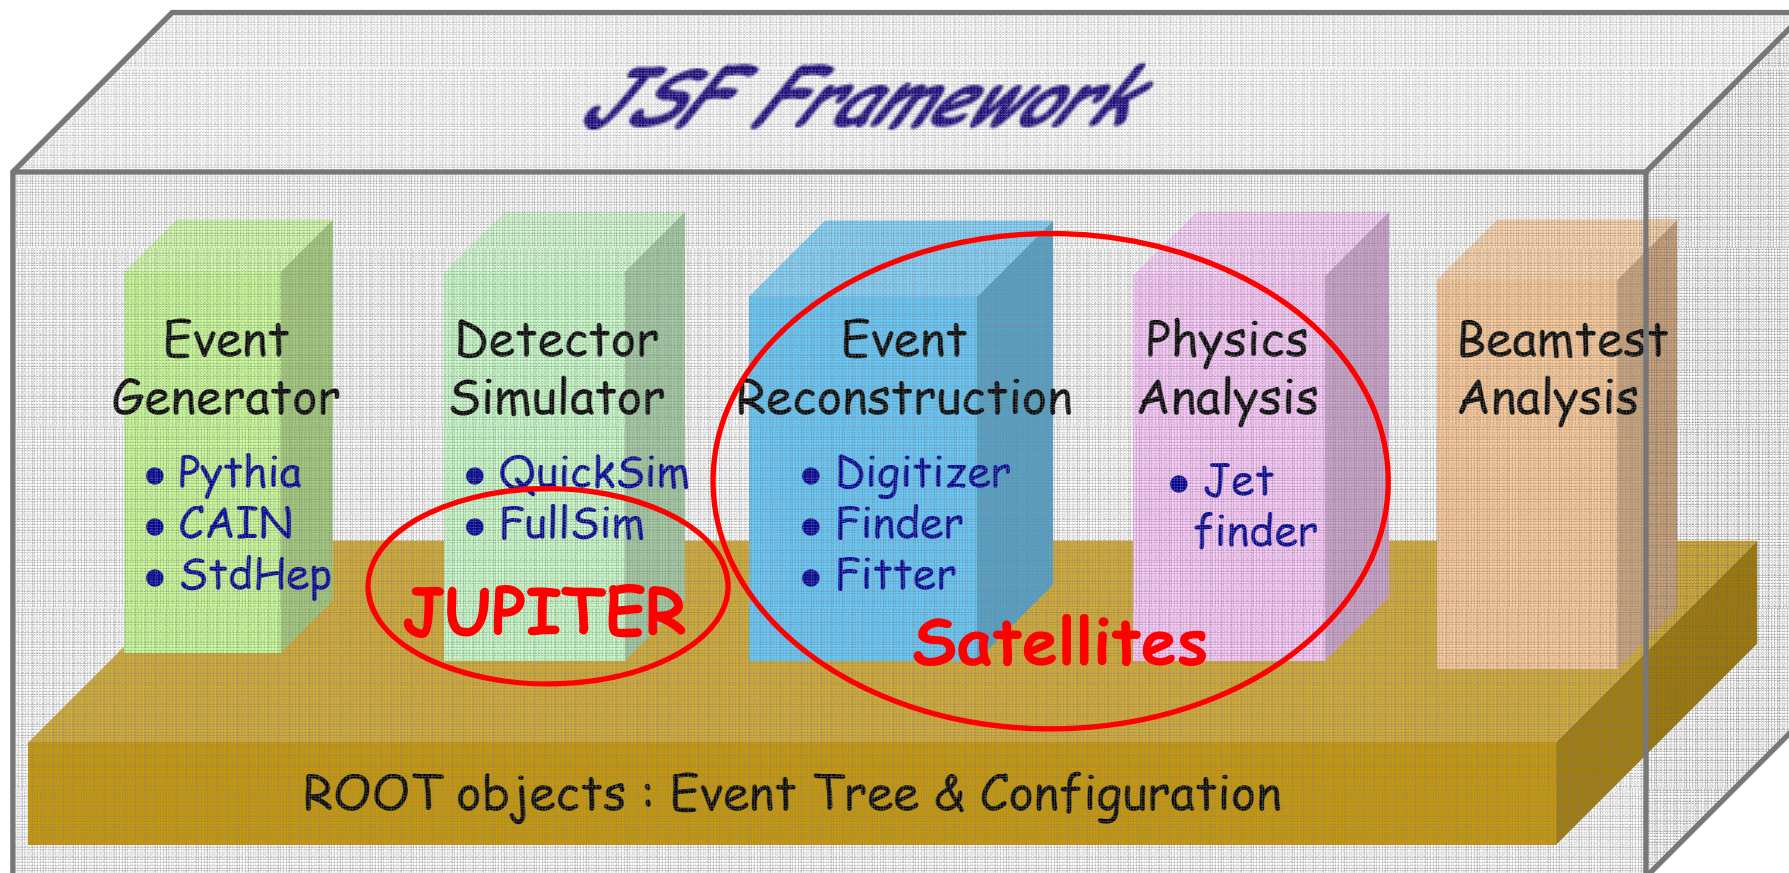 JSF Framework
Event
Generator
• Pythia
• CAIN
• StdHep
Detector
Simulator
• QuickSim
• FullSim
JUPITER
Event
Reconstruction
• Digitizer
• Finder
• Fitter
Physics
Analysis
• Jet
finder
Satellites
Beamtest
Analysis
ROOT objects : Event Tree & Configuration